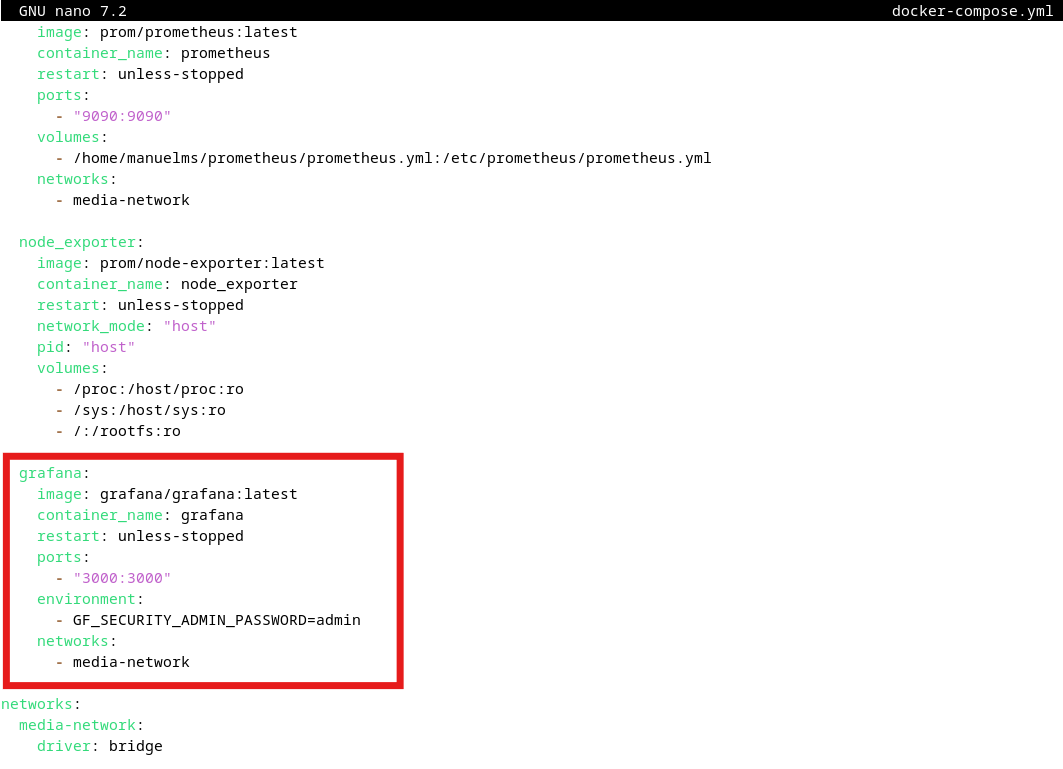 GNU nano 7.2 docker-compose.yml
    image: prom/prometheus:latest
    container_name: prometheus
    restart: unless-stopped
    ports:
      - "9090:9090"
    volumes:
      - /home/manuelms/prometheus/prometheus.yml:/etc/prometheus/prometheus.yml
    networks:
      - media-network

  node_exporter:
    image: prom/node-exporter:latest
    container_name: node_exporter
    restart: unless-stopped
    network_mode: "host"
    pid: "host"
    volumes:
      - /proc:/host/proc:ro
      - /sys:/host/sys:ro
      - /:/rootfs:ro

  grafana:
    image: grafana/grafana:latest
    container_name: grafana
    restart: unless-stopped
    ports:
      - "3000:3000"
    environment:
      - GF_SECURITY_ADMIN_PASSWORD=admin
    networks:
      - media-network

networks:
  media-network:
    driver: bridge